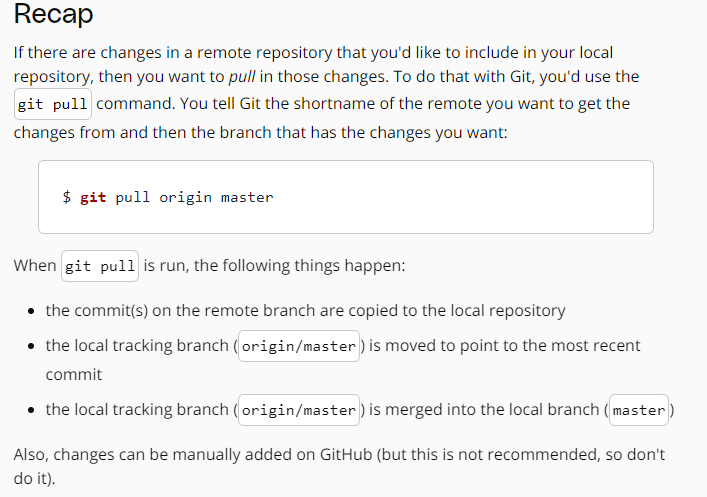 Recap
If there are changes in a remote repository that you'd like to include in your local
repository, then you want to pull in those changes. To do that with Git, you'd use the
git pull command. You tell Git the shortname of the remote you want to get the
changes from and then the branch that has the changes you want:
$ git pull origin master
When git pull is run, the following things happen:
• the commit(s) on the remote branch are copied to the local repository
• the local tracking branch (origin/master) is moved to point to the most recent
commit
• the local tracking branch (origin/master) is merged into the local branch (master)
Also, changes can be manually added on GitHub (but this is not recommended, so don't
do it).